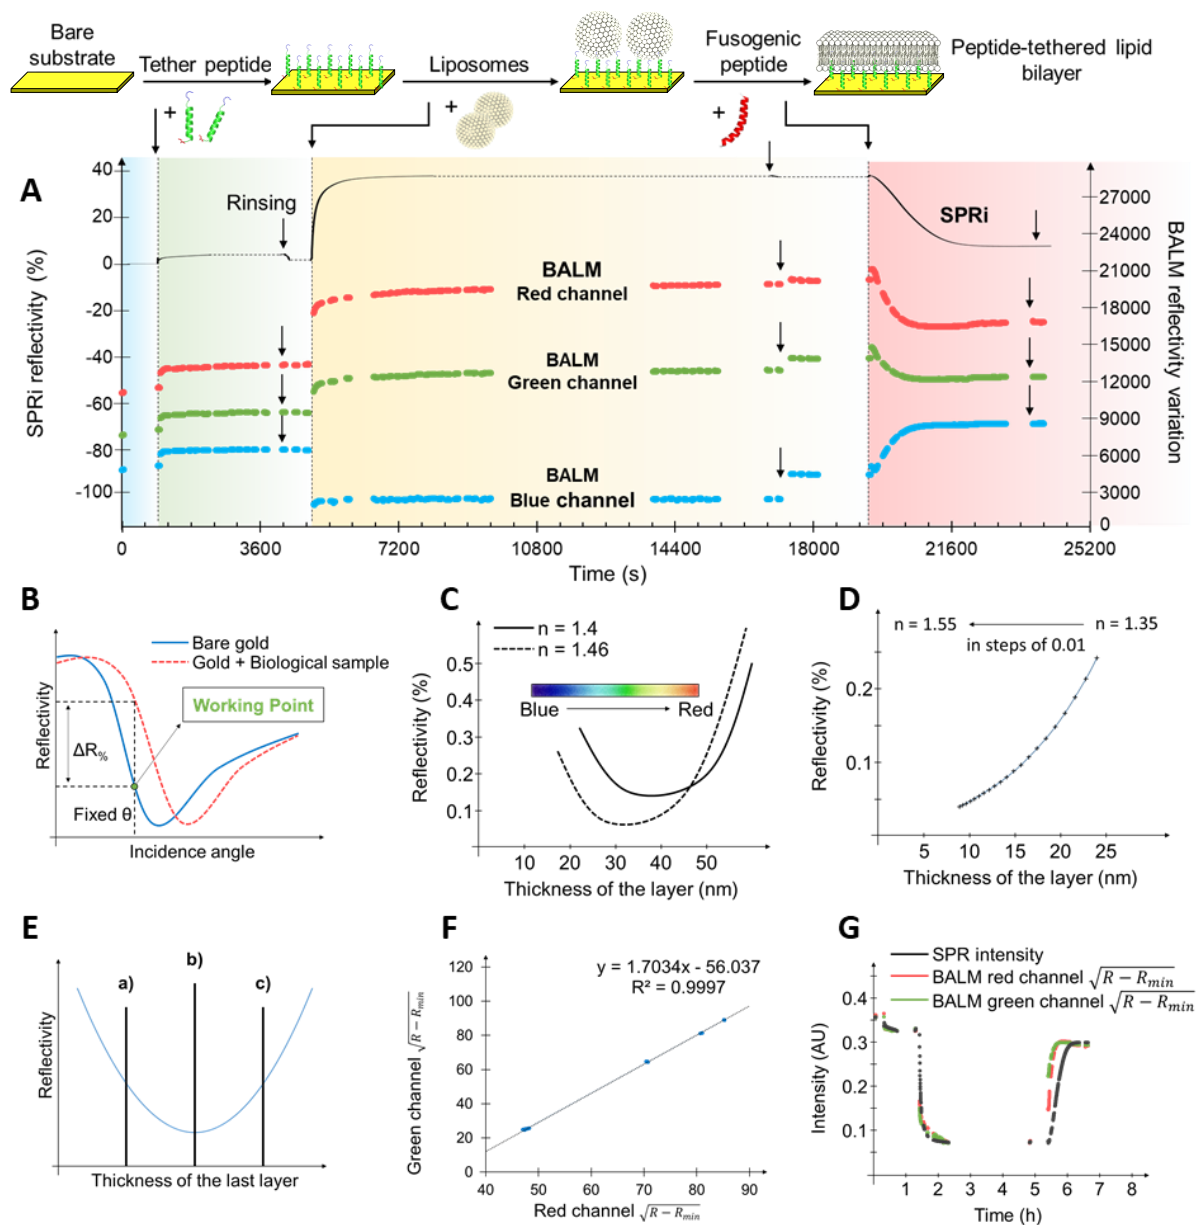 Bare
substrate
Tether peptide
+
Liposomes
+
Fusogenic
peptide
+
Peptide-tethered lipid
bilayer
A
40
20
0
-20
-40
-60
-80
-100
SPRi reflectivity (%)
Rinsing
SPRi
BALM
Red channel
BALM
Green channel
BALM
Blue channel
27000
24000
21000
18000
15000
12000
9000
6000
3000
0
BALM reflectivity
variation
0
3600
7200
10800
14400
18000
21600
25200
Time (s)
B
Reflectivity
Bare gold
Gold + Biological sample
Working Point
ΔR%
Fixed θ
Incidence angle
C
n = 1.4
n = 1.46
Blue
Red
0.5
0.4
0.3
0.2
0.1
Reflectivity (%)
10
20
30
40
50
Thickness of the layer (nm)
D
n = 1.55
n = 1.35
in steps of 0.01
0.2
0.1
Reflectivity (%)
5
10
15
20
25
Thickness of the layer (nm)
E
a)
b)
c)
Reflectivity
Thickness of the last layer
F
y = 1.7034x - 56.037
R² = 0.9997
120
100
80
60
40
20
0
Green channel √(R − Rmin)
40
50
60
70
80
90
Red channel √(R − Rmin)
G
SPR intensity
BALM red channel √(R − Rmin)
BALM green channel √(R − Rmin)
0.4
0.3
0.2
0.1
Intensity (AU)
1
2
3
4
5
6
7
8
Time (h)